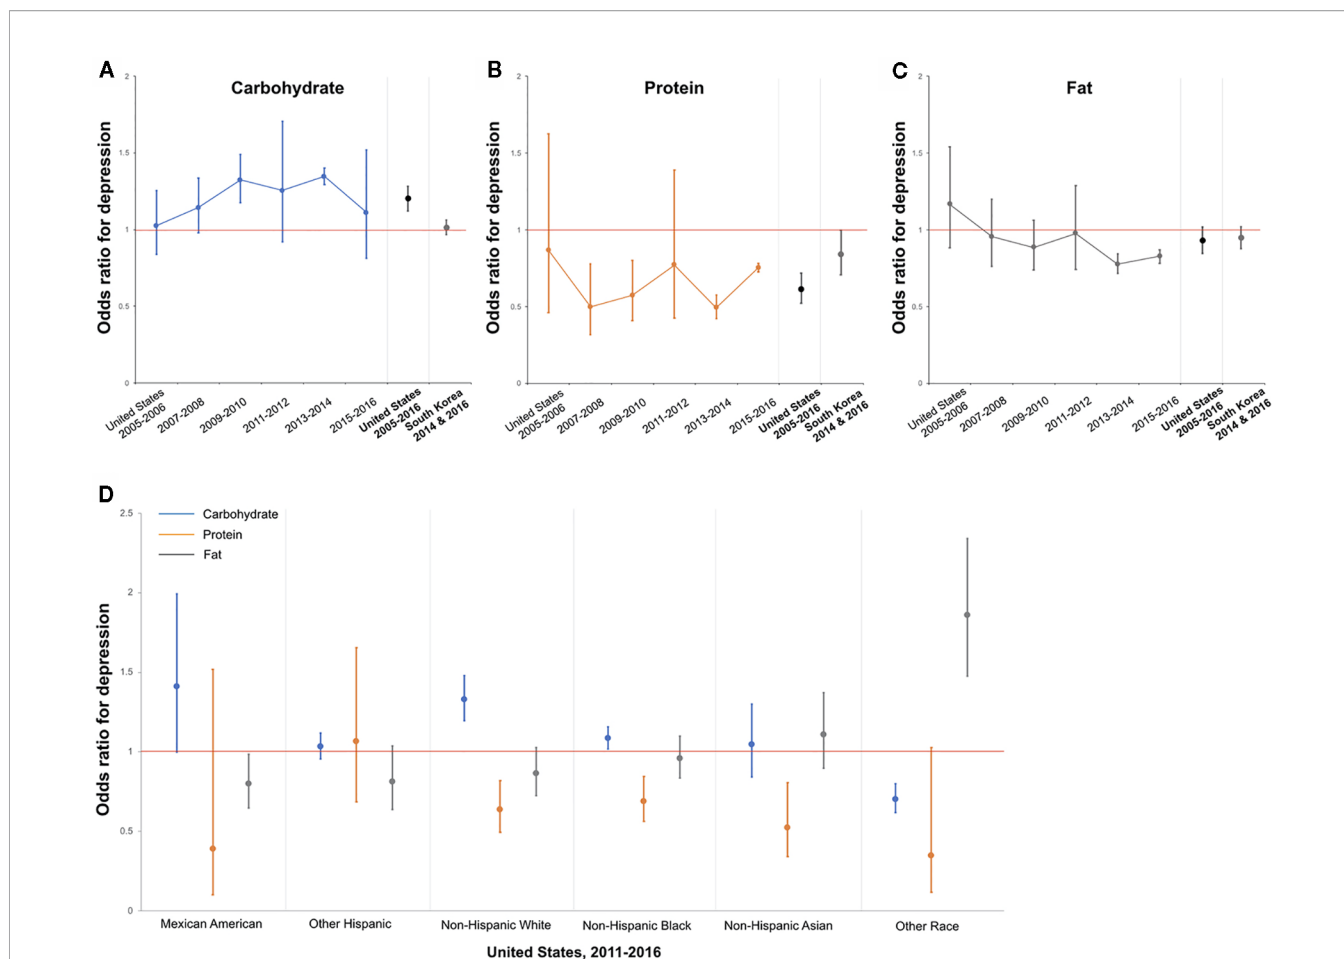 A
Carbohydrate
Odds ratio for depression
2
1.5
1
0.5
0
United States
2005-2006
2007-2008
2009-2010
2011-2012
2013-2014
2015-2016
United States
2005-2016
South Korea
2014 & 2016
B
Protein
Odds ratio for depression
2
1.5
1
0.5
0
United States
2005-2006
2007-2008
2009-2010
2011-2012
2013-2014
2015-2016
United States
2005-2016
South Korea
2014 & 2016
C
Fat
Odds ratio for depression
2
1.5
1
0.5
0
United States
2005-2006
2007-2008
2009-2010
2011-2012
2013-2014
2015-2016
United States
2005-2016
South Korea
2014 & 2016
D
Carbohydrate
Protein
Fat
Odds ratio for depression
2.5
2
1.5
1
0.5
0
Mexican American
Other Hispanic
Non-Hispanic White
Non-Hispanic Black
Non-Hispanic Asian
Other Race
United States, 2011-2016